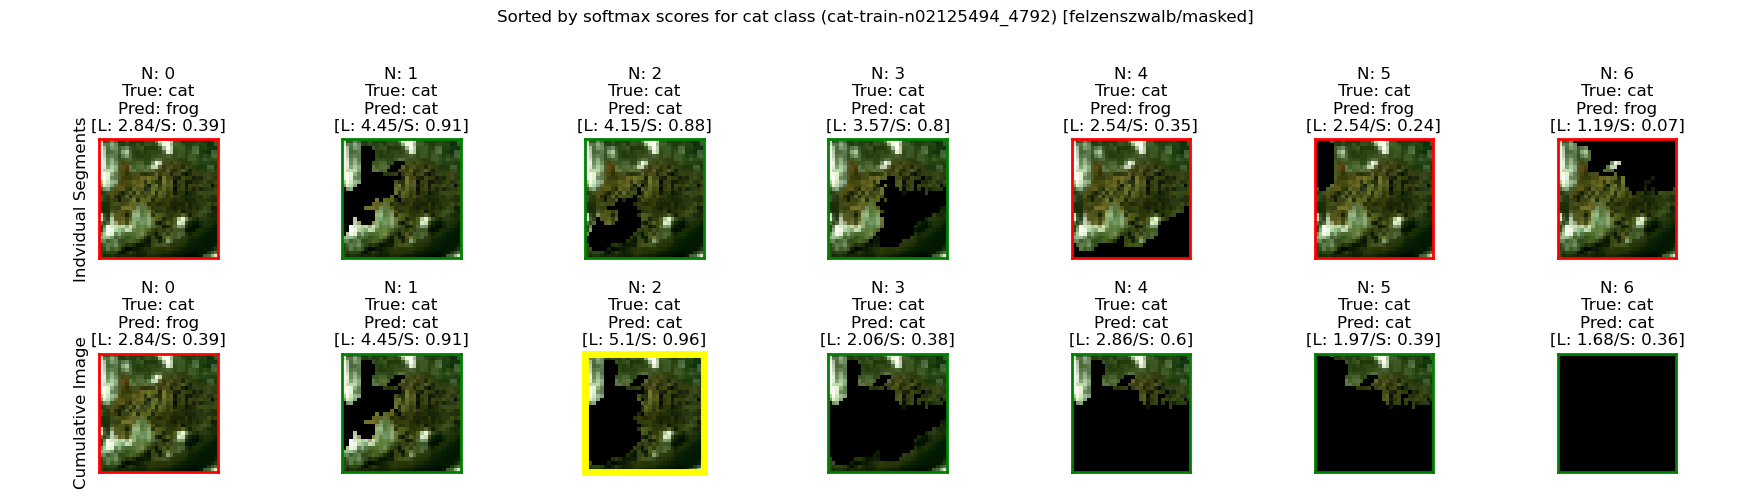 Sorted by softmax scores for cat class (cat-train-n02125494_4792) [felzenszwalb/masked]
Indvidual Segments
N: 0
True: cat
Pred: frog
[L: 2.84/S: 0.39]
N: 1
True: cat
Pred: cat
[L: 4.45/S: 0.91]
N: 2
True: cat
Pred: cat
[L: 4.15/S: 0.88]
N: 3
True: cat
Pred: cat
[L: 3.57/S: 0.8]
N: 4
True: cat
Pred: frog
[L: 2.54/S: 0.35]
N: 5
True: cat
Pred: frog
[L: 2.54/S: 0.24]
N: 6
True: cat
Pred: frog
[L: 1.19/S: 0.07]
Cumulative Image
N: 0
True: cat
Pred: frog
[L: 2.84/S: 0.39]
N: 1
True: cat
Pred: cat
[L: 4.45/S: 0.91]
N: 2
True: cat
Pred: cat
[L: 5.1/S: 0.96]
N: 3
True: cat
Pred: cat
[L: 2.06/S: 0.38]
N: 4
True: cat
Pred: cat
[L: 2.86/S: 0.6]
N: 5
True: cat
Pred: cat
[L: 1.97/S: 0.39]
N: 6
True: cat
Pred: cat
[L: 1.68/S: 0.36]